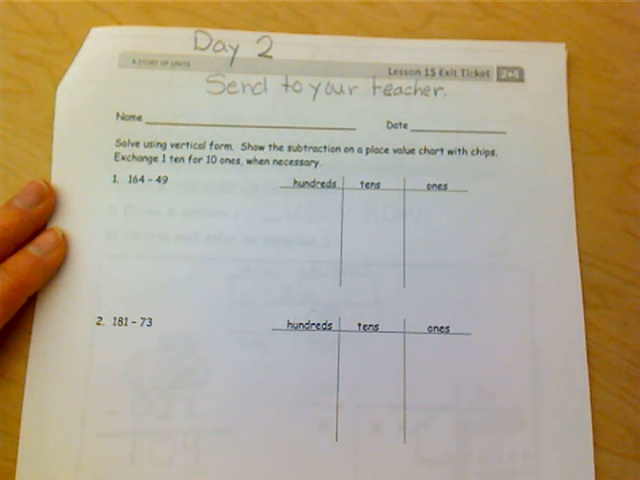 Day 2
A STORY OF UNITS
Lesson 15 Exit Ticket 2•4
Send to your teacher.
Name Date
Solve using vertical form. Show the subtraction on a place value chart with chips.
Exchange 1 ten for 10 ones, when necessary.
1. 164 - 49
hundreds tens ones
2. 181 - 73
hundreds tens ones